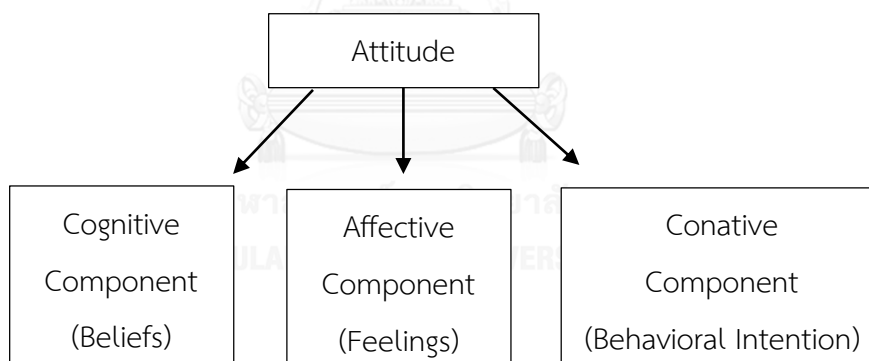 Attitude
Cognitive
Component
(Beliefs)
Affective
Component
(Feelings)
Conative
Component
(Behavioral Intention)